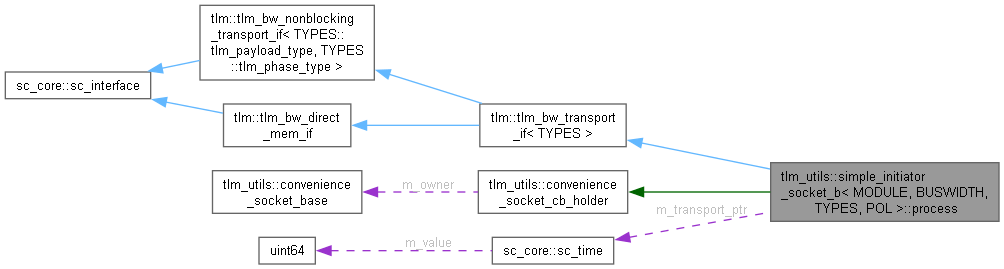 tlm::tlm_bw_nonblocking
_transport_if< TYPES::
tlm_payload_type, TYPES
::tlm_phase_type >
sc_core::sc_interface
tlm::tlm_bw_direct
_mem_if
tlm::tlm_bw_transport
_if< TYPES >
tlm_utils::simple_initiator
_socket_b< MODULE, BUSWIDTH,
TYPES, POL >::process
tlm_utils::convenience
_socket_base
m_owner
tlm_utils::convenience
_socket_cb_holder
m_transport_ptr
uint64
m_value
sc_core::sc_time